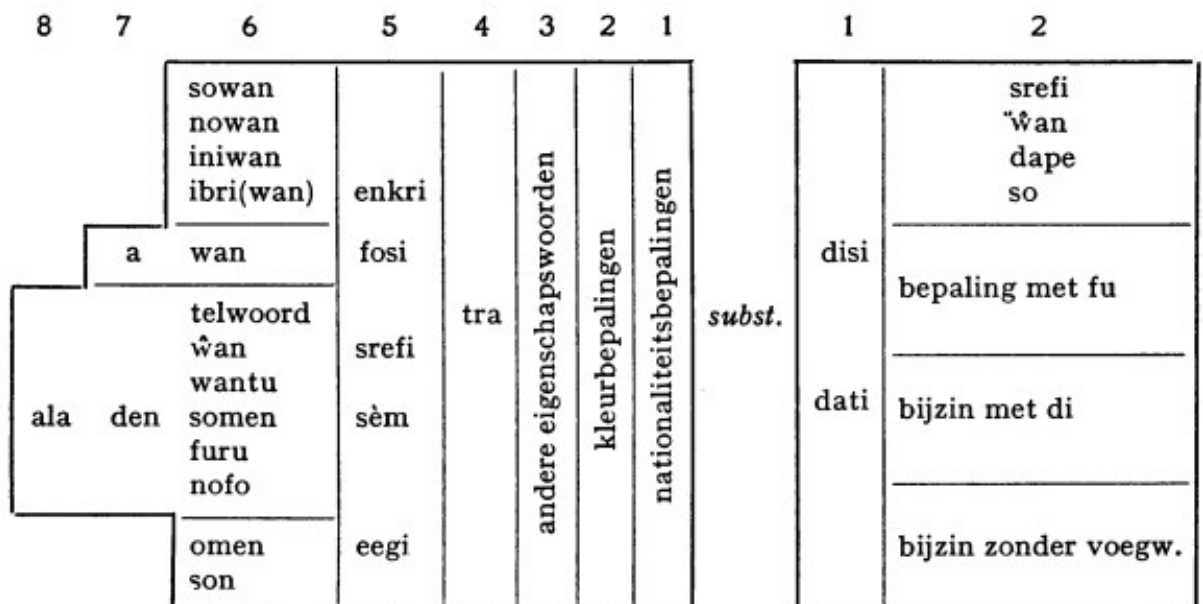 8 7 6 5 4 3 2 1 1 2
sowan srefi
nowan ŵan
iniwan dape
ibri(wan) enkri so
a wan fosi disi
bepaling met fu
telwoord tra subst.
ŵan srefi
wantu
ala den somen sèm dati bijzin met di
furu
nofo
omen eegi bijzin zonder voegw.
son
andere eigenschapswoorden
kleurbepalingen
nationaliteitsbepalingen